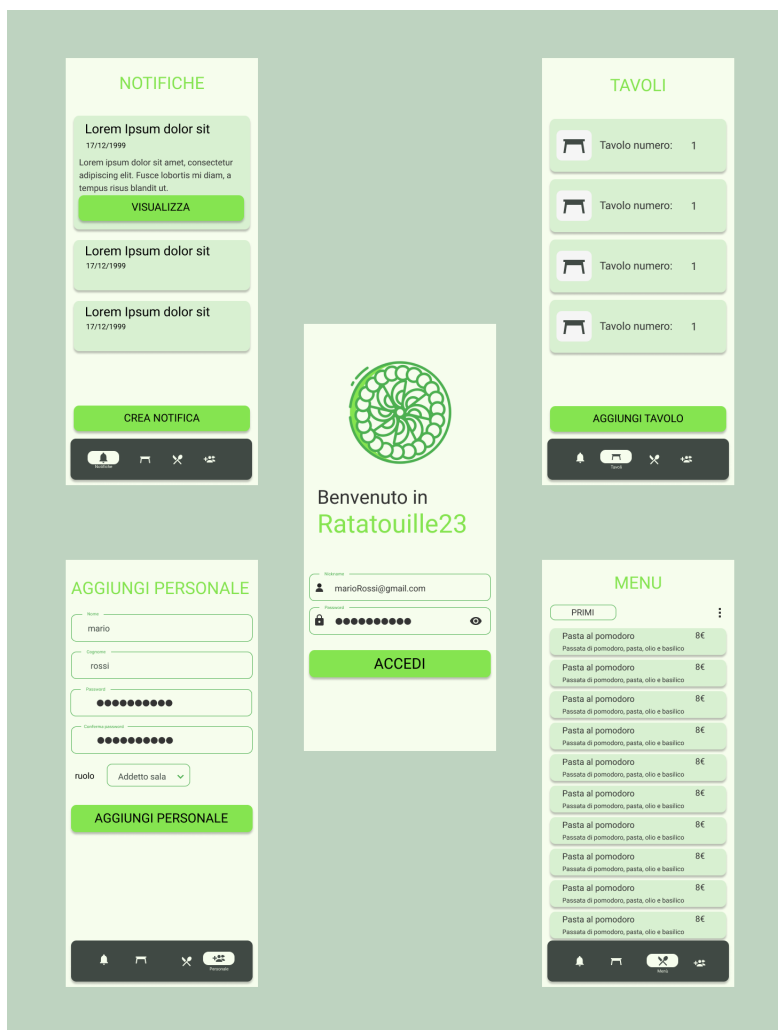 NOTIFICHE
Lorem Ipsum dolor sit
17/12/1999
Lorem ipsum dolor sit amet, consectetur
adipiscing elit. Fusce lobortis mi diam, a
tempus risus blandit ut.
VISUALIZZA
Lorem Ipsum dolor sit
17/12/1999
Lorem Ipsum dolor sit
17/12/1999
CREA NOTIFICA
Notifiche
TAVOLI
Tavolo numero: 1
Tavolo numero: 1
Tavolo numero: 1
Tavolo numero: 1
AGGIUNGI TAVOLO
Tavoli
Benvenuto in
Ratatouille23
Nickname
marioRossi@gmail.com
Password
ACCEDI
AGGIUNGI PERSONALE
Nome
mario
Cognome
rossi
Password
Conferma password
ruolo Addetto sala
AGGIUNGI PERSONALE
Personale
MENU
PRIMI
Pasta al pomodoro 8€
Passata di pomodoro, pasta, olio e basilico
Pasta al pomodoro 8€
Passata di pomodoro, pasta, olio e basilico
Pasta al pomodoro 8€
Passata di pomodoro, pasta, olio e basilico
Pasta al pomodoro 8€
Passata di pomodoro, pasta, olio e basilico
Pasta al pomodoro 8€
Passata di pomodoro, pasta, olio e basilico
Pasta al pomodoro 8€
Passata di pomodoro, pasta, olio e basilico
Pasta al pomodoro 8€
Passata di pomodoro, pasta, olio e basilico
Pasta al pomodoro 8€
Passata di pomodoro, pasta, olio e basilico
Pasta al pomodoro 8€
Passata di pomodoro, pasta, olio e basilico
Pasta al pomodoro 8€
Passata di pomodoro, pasta, olio e basilico
Menu